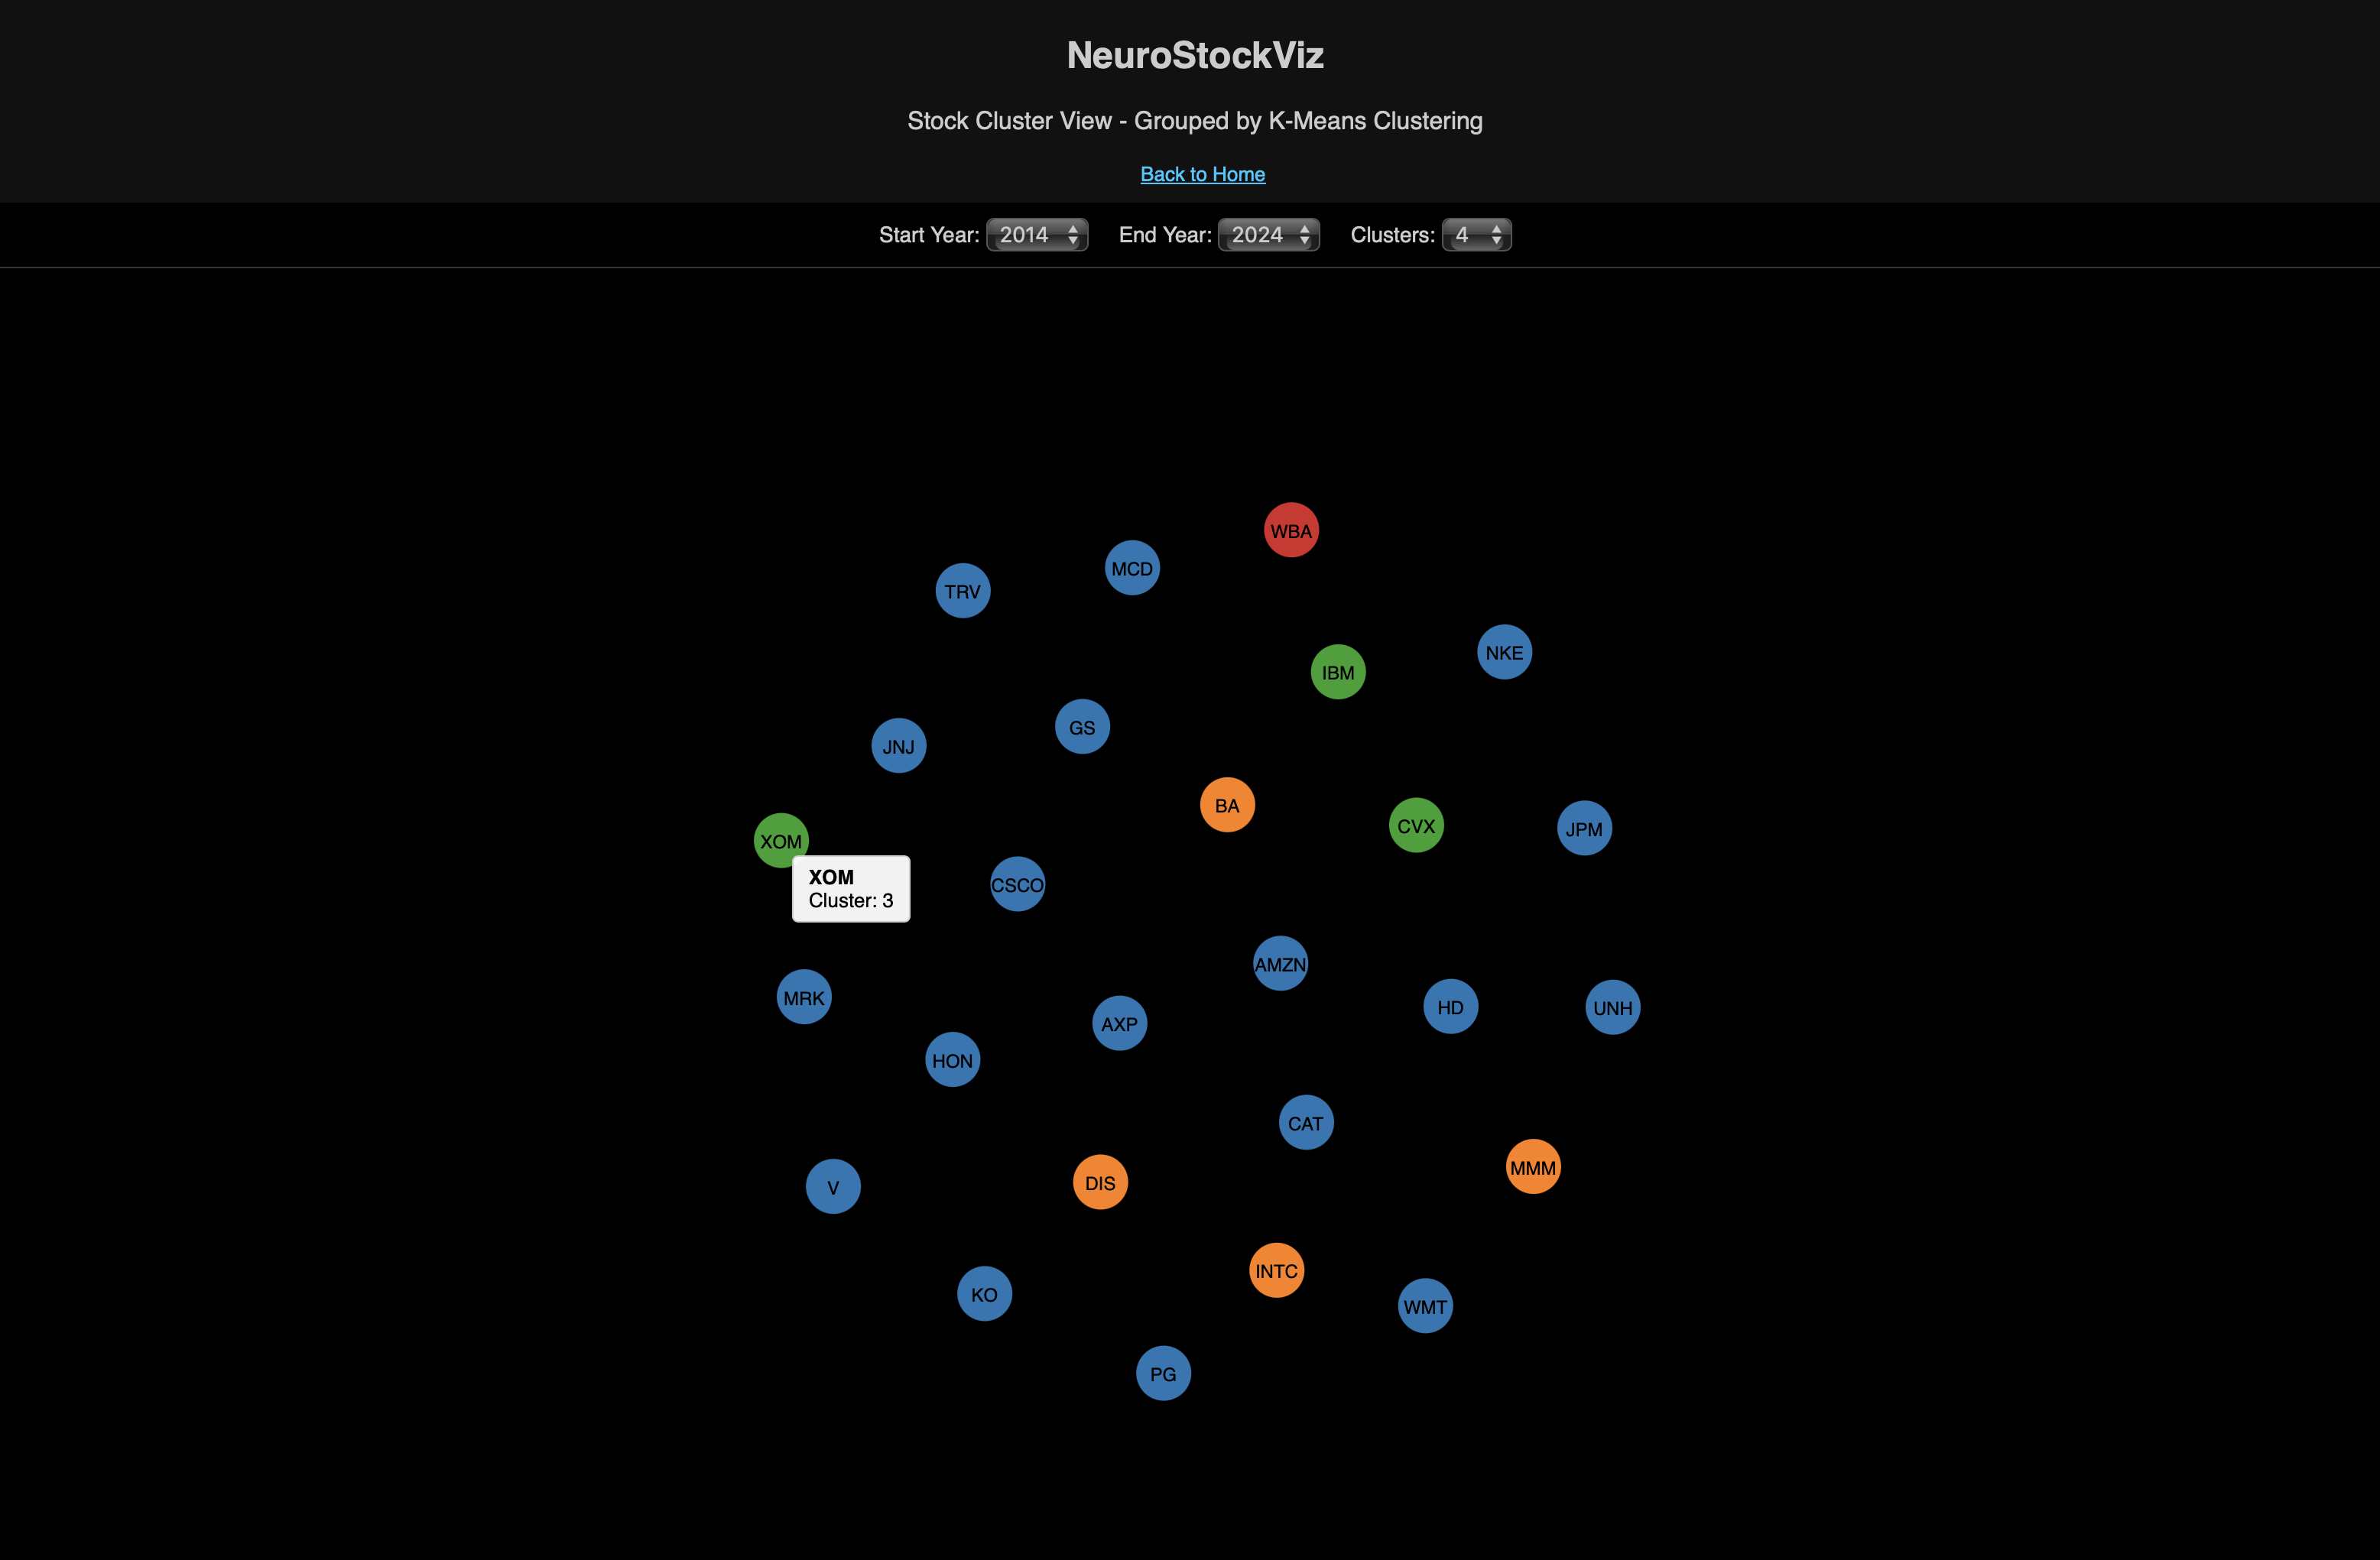 NeuroStockViz
Stock Cluster View - Grouped by K-Means Clustering
Back to Home
Start Year: 2014 End Year: 2024 Clusters: 4
WBA
MCD
TRV
NKE
IBM
GS
JNJ
BA
CVX
JPM
XOM
XOM
Cluster: 3
CSCO
AMZN
MRK
HD
UNH
AXP
HON
CAT
MMM
DIS
V
INTC
KO
WMT
PG